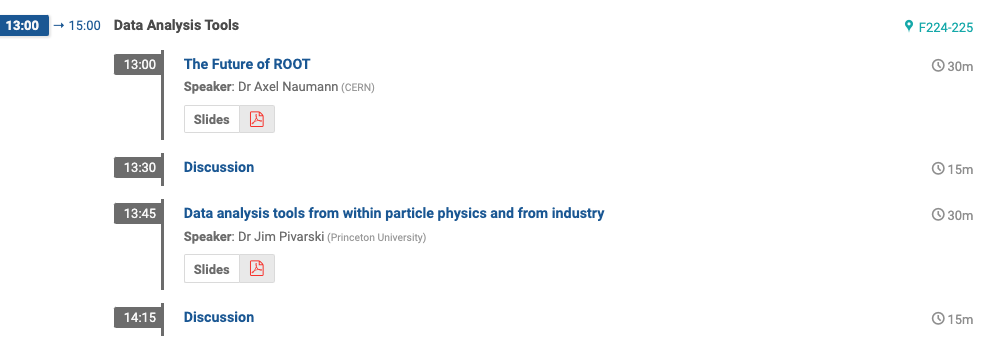 13:00 → 15:00 Data Analysis Tools F224-225
13:00 The Future of ROOT 30m
Speaker: Dr Axel Naumann (CERN)
Slides
13:30 Discussion 15m
13:45 Data analysis tools from within particle physics and from industry 30m
Speaker: Dr Jim Pivarski (Princeton University)
Slides
14:15 Discussion 15m